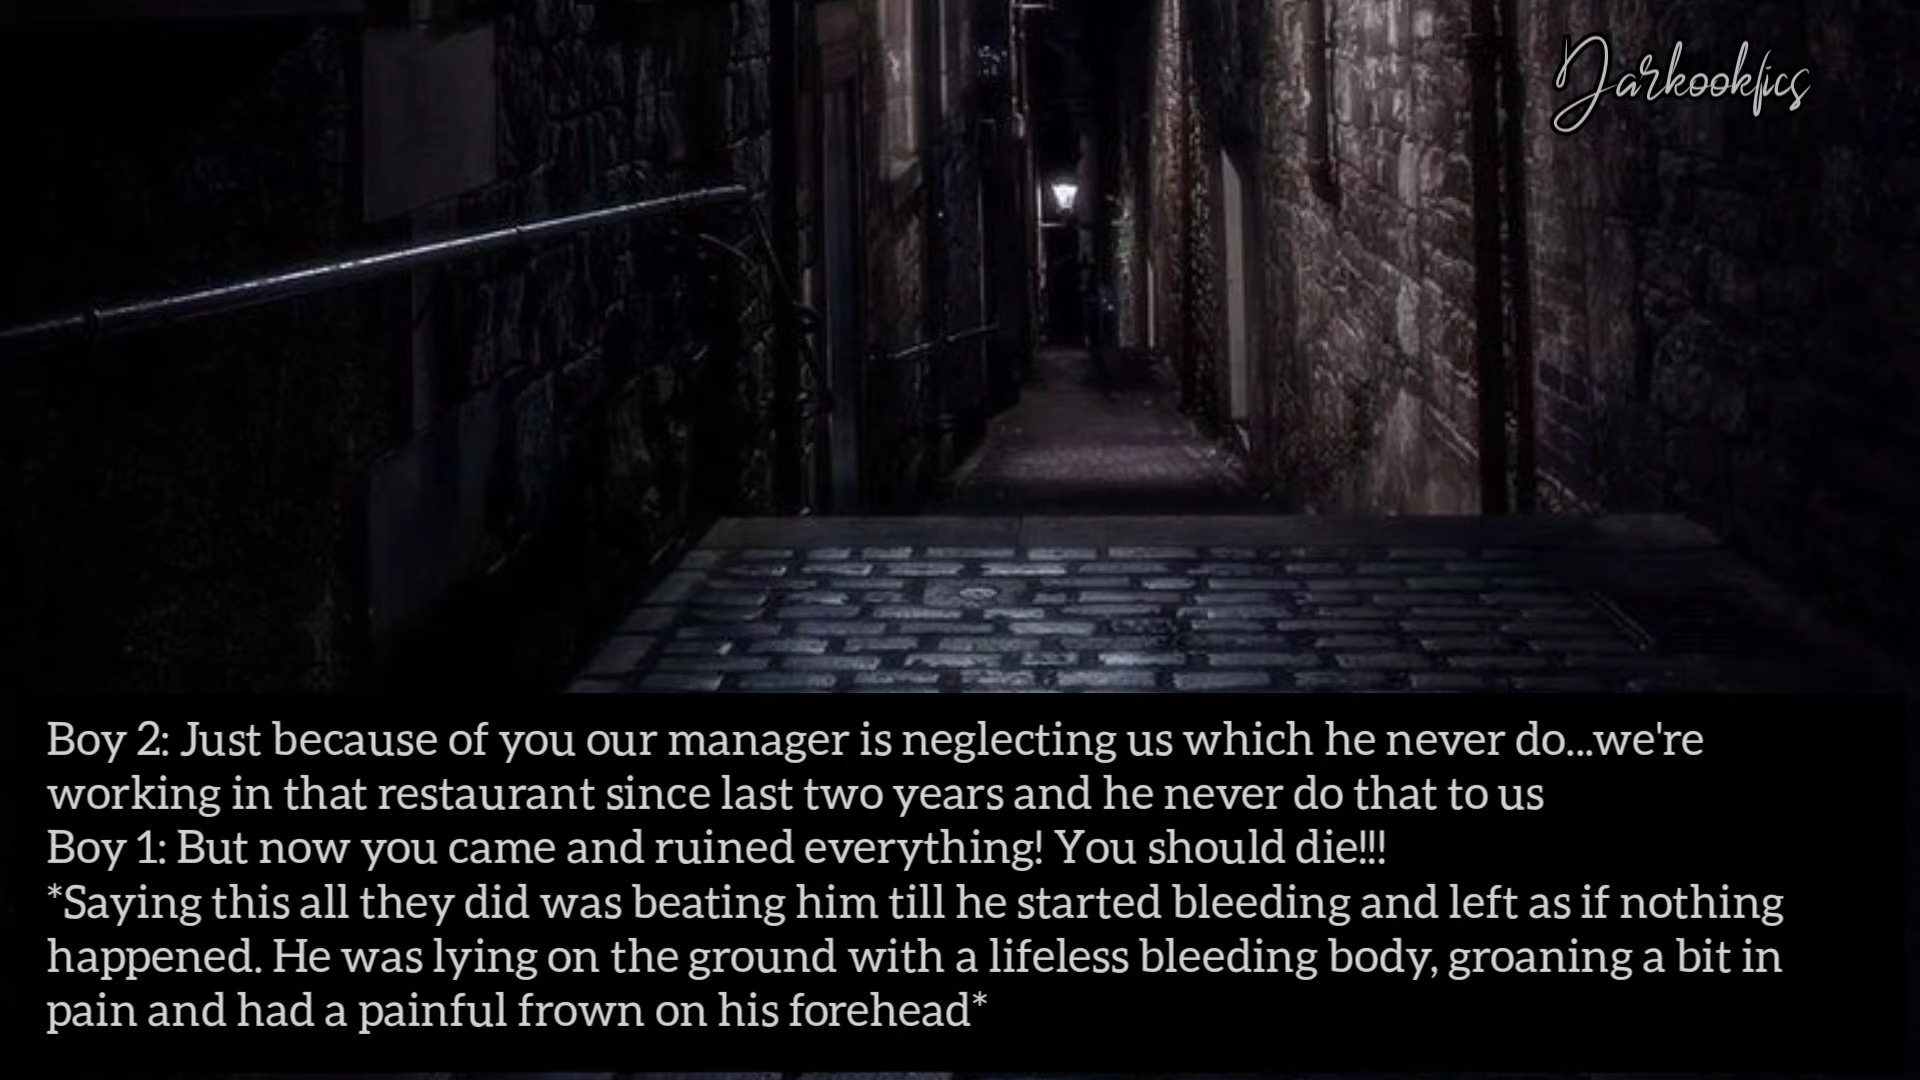 Darkookfics
Boy 2: Just because of you our manager is neglecting us which he never do...we're
working in that restaurant since last two years and he never do that to us
Boy 1: But now you came and ruined everything! You should die!!!
*Saying this all they did was beating him till he started bleeding and left as if nothing
happened. He was lying on the ground with a lifeless bleeding body, groaning a bit in
pain and had a painful frown on his forehead*